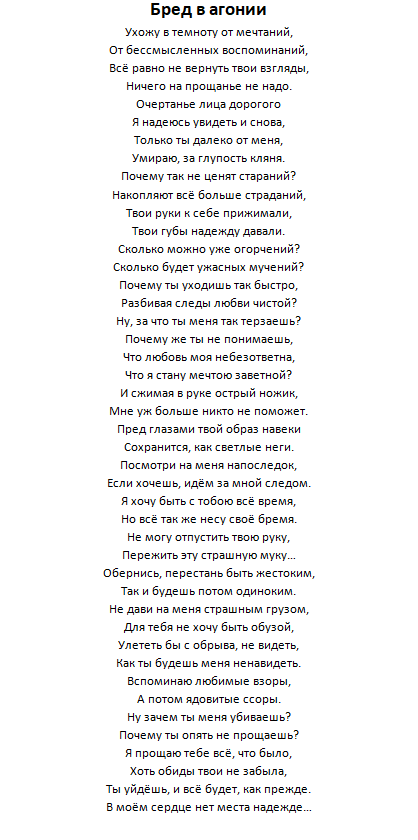 Бред в агонии
Ухожу в темноту от мечтаний,
От бессмысленных воспоминаний,
Всё равно не вернуть твои взгляды,
Ничего на прощанье не надо.
Очертанье лица дорогого
Я надеюсь увидеть и снова,
Только ты далеко от меня,
Умираю, за глупость кляня.
Почему так не ценят стараний?
Накопляют всё больше страданий,
Твои руки к себе прижимали,
Твои губы надежду давали.
Сколько можно уже огорчений?
Сколько будет ужасных мучений?
Почему ты уходишь так быстро,
Разбивая следы любви чистой?
Ну, за что ты меня так терзаешь?
Почему же ты не понимаешь,
Что любовь моя небезответна,
Что я стану мечтою заветной?
И сжимая в руке острый ножик,
Мне уж больше никто не поможет.
Пред глазами твой образ навеки
Сохранится, как светлые неги.
Посмотри на меня напоследок,
Если хочешь, идём за мной следом.
Я хочу быть с тобою всё время,
Но всё так же несу своё бремя.
Не могу отпустить твою руку,
Пережить эту страшную муку...
Обернись, перестань быть жестоким,
Так и будешь потом одиноким.
Не дави на меня страшным грузом,
Для тебя не хочу быть обузой,
Улететь бы с обрыва, не видеть,
Как ты будешь меня ненавидеть.
Вспоминаю любимые взоры,
А потом ядовитые ссоры.
Ну зачем ты меня убиваешь?
Почему ты опять не прощаешь?
Я прощаю тебе всё, что было,
Хоть обиды твои не забыла,
Ты уйдёшь, и всё будет, как прежде.
В моём сердце нет места надежде...